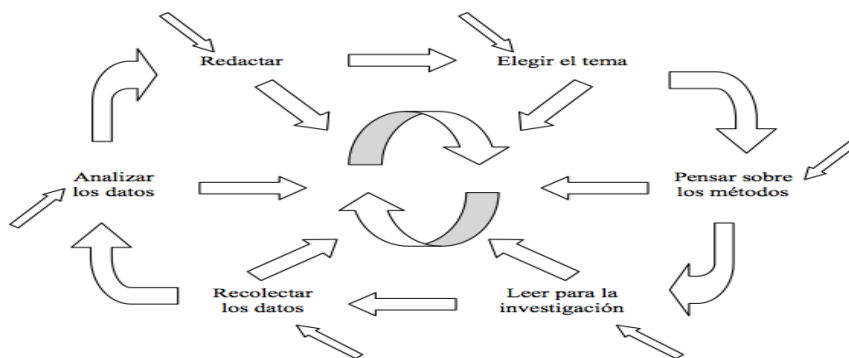 Redactar
Elegir el tema
Analizar
los datos
Pensar sobre
los métodos
Recolectar
los datos
Leer para la
investigación